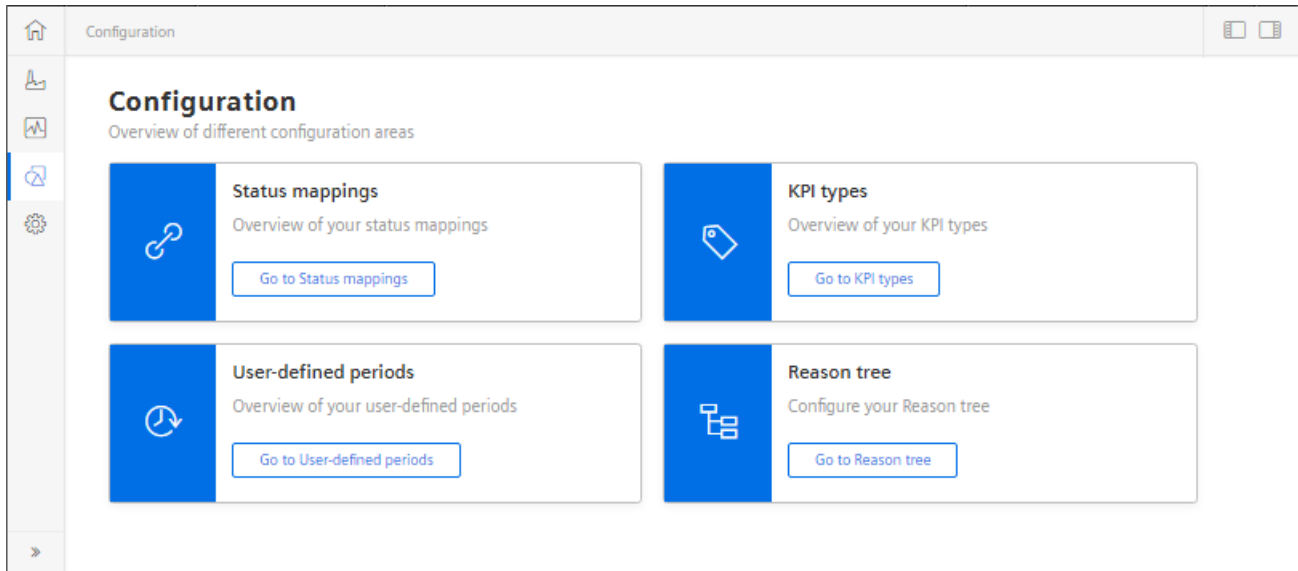 Configuration
Configuration
Overview of different configuration areas
Status mappings
Overview of your status mappings
Go to Status mappings
KPI types
Overview of your KPI types
Go to KPI types
User-defined periods
Overview of your user-defined periods
Go to User-defined periods
Reason tree
Configure your Reason tree
Go to Reason tree